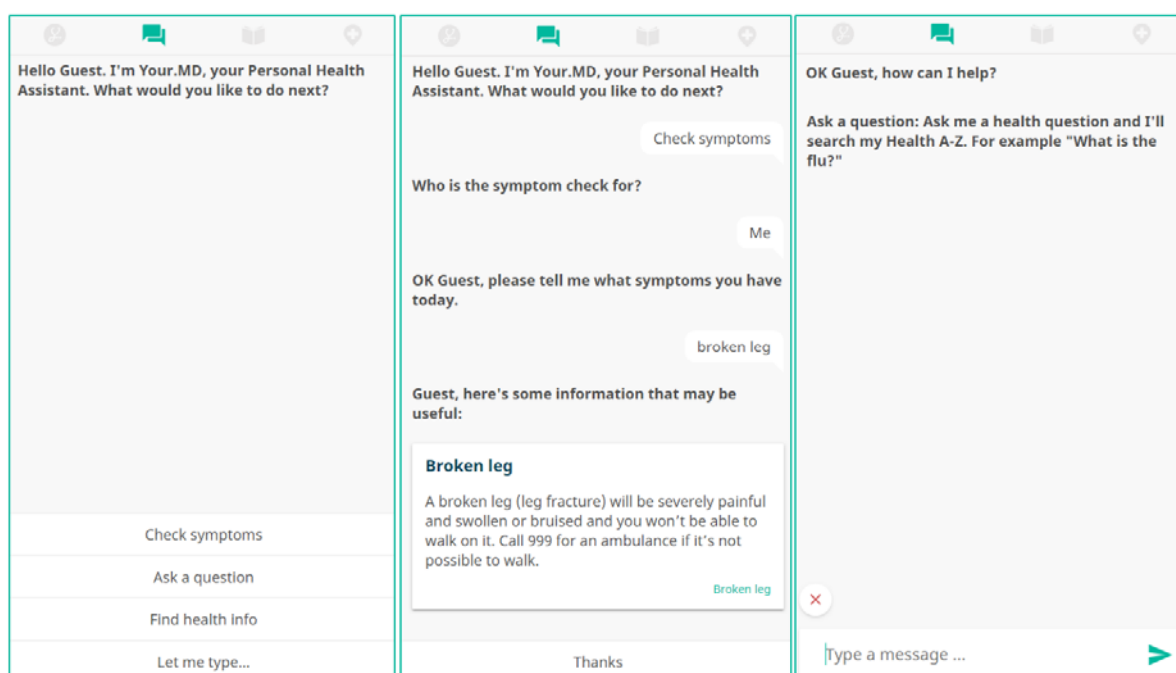 Hello Guest. I'm Your.MD, your Personal Health
Assistant. What would you like to do next?
Check symptoms
Ask a question
Find health info
Let me type...
Hello Guest. I'm Your.MD, your Personal Health
Assistant. What would you like to do next?
Check symptoms
Who is the symptom check for?
Me
OK Guest, please tell me what symptoms you have
today.
broken leg
Guest, here's some information that may be
useful:
Broken leg
A broken leg (leg fracture) will be severely painful
and swollen or bruised and you won't be able to
walk on it. Call 999 for an ambulance if it's not
possible to walk.
Broken leg
Thanks
OK Guest, how can I help?
Ask a question: Ask me a health question and I'll
search my Health A-Z. For example "What is the
flu?"
Type a message ...